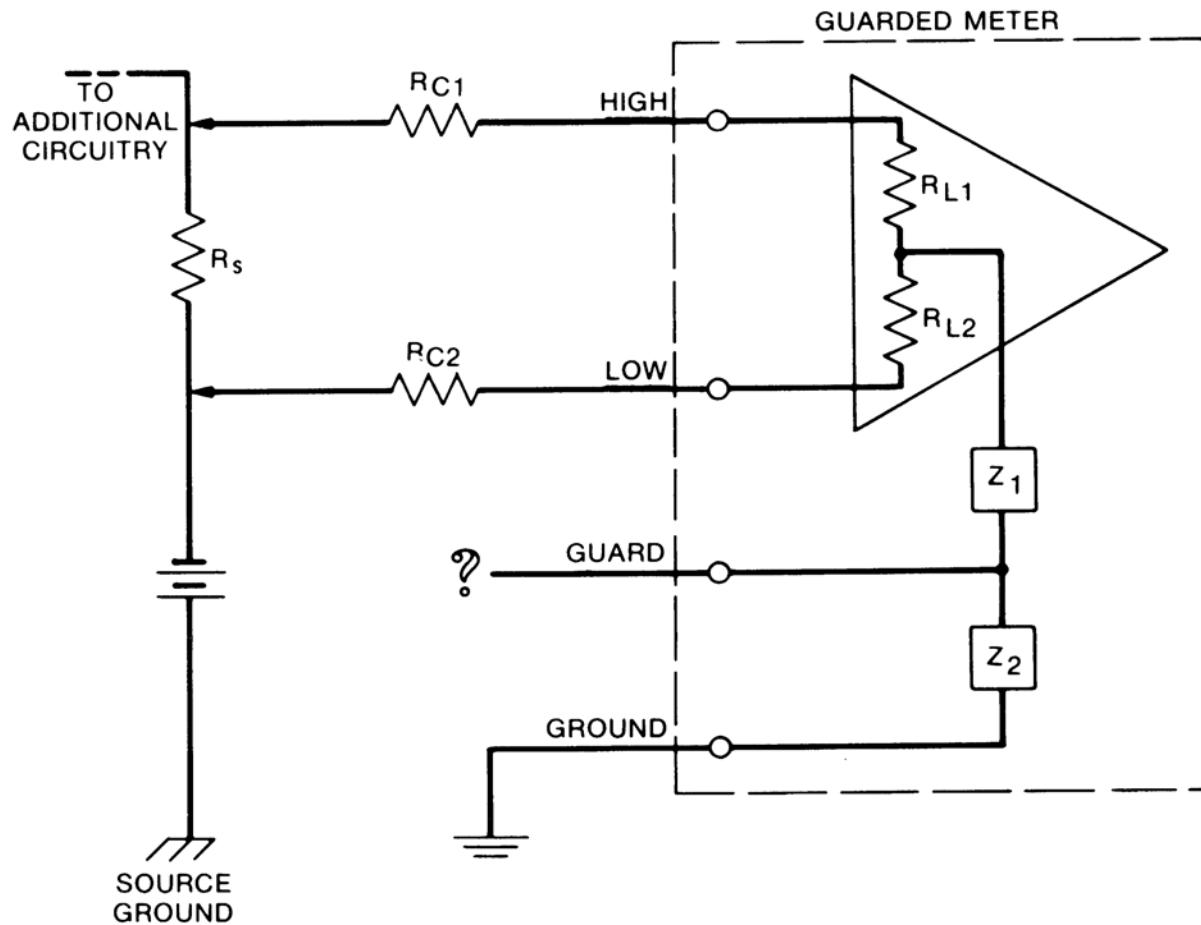 GUARDED METER
TO
ADDITIONAL
CIRCUITRY
RC1
HIGH
RL1
Rs
RL2
RC2
LOW
Z1
?
GUARD
Z2
GROUND
SOURCE
GROUND